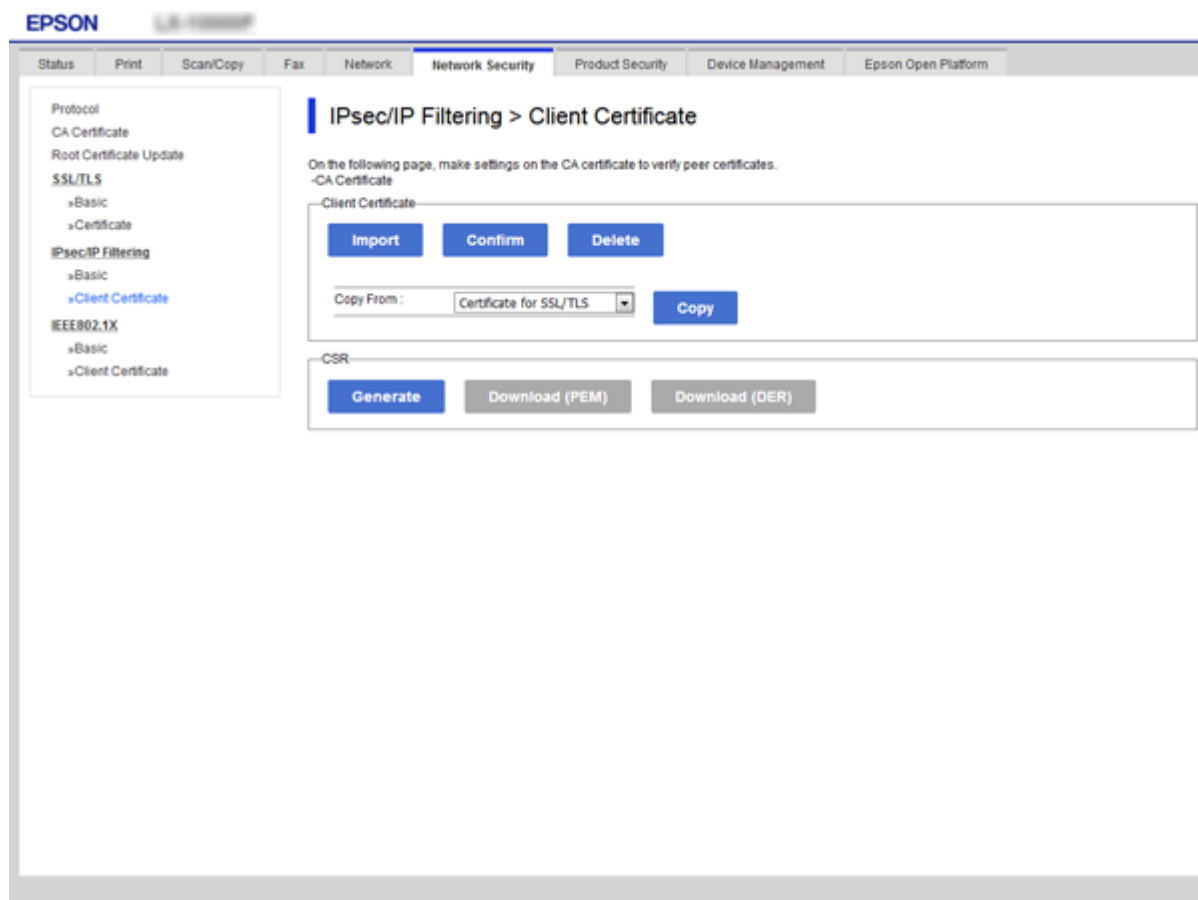 EPSON
Status Print Scan/Copy Fax Network Network Security Product Security Device Management Epson Open Platform
Protocol
CA Certificate
Root Certificate Update
SSL/TLS
»Basic
»Certificate
IPsec/IP Filtering
»Basic
»Client Certificate
IEEE802.1X
»Basic
»Client Certificate
IPsec/IP Filtering > Client Certificate
On the following page, make settings on the CA certificate to verify peer certificates.
-CA Certificate
Client Certificate
Import Confirm Delete
Copy From : Certificate for SSL/TLS Copy
CSR
Generate Download (PEM) Download (DER)